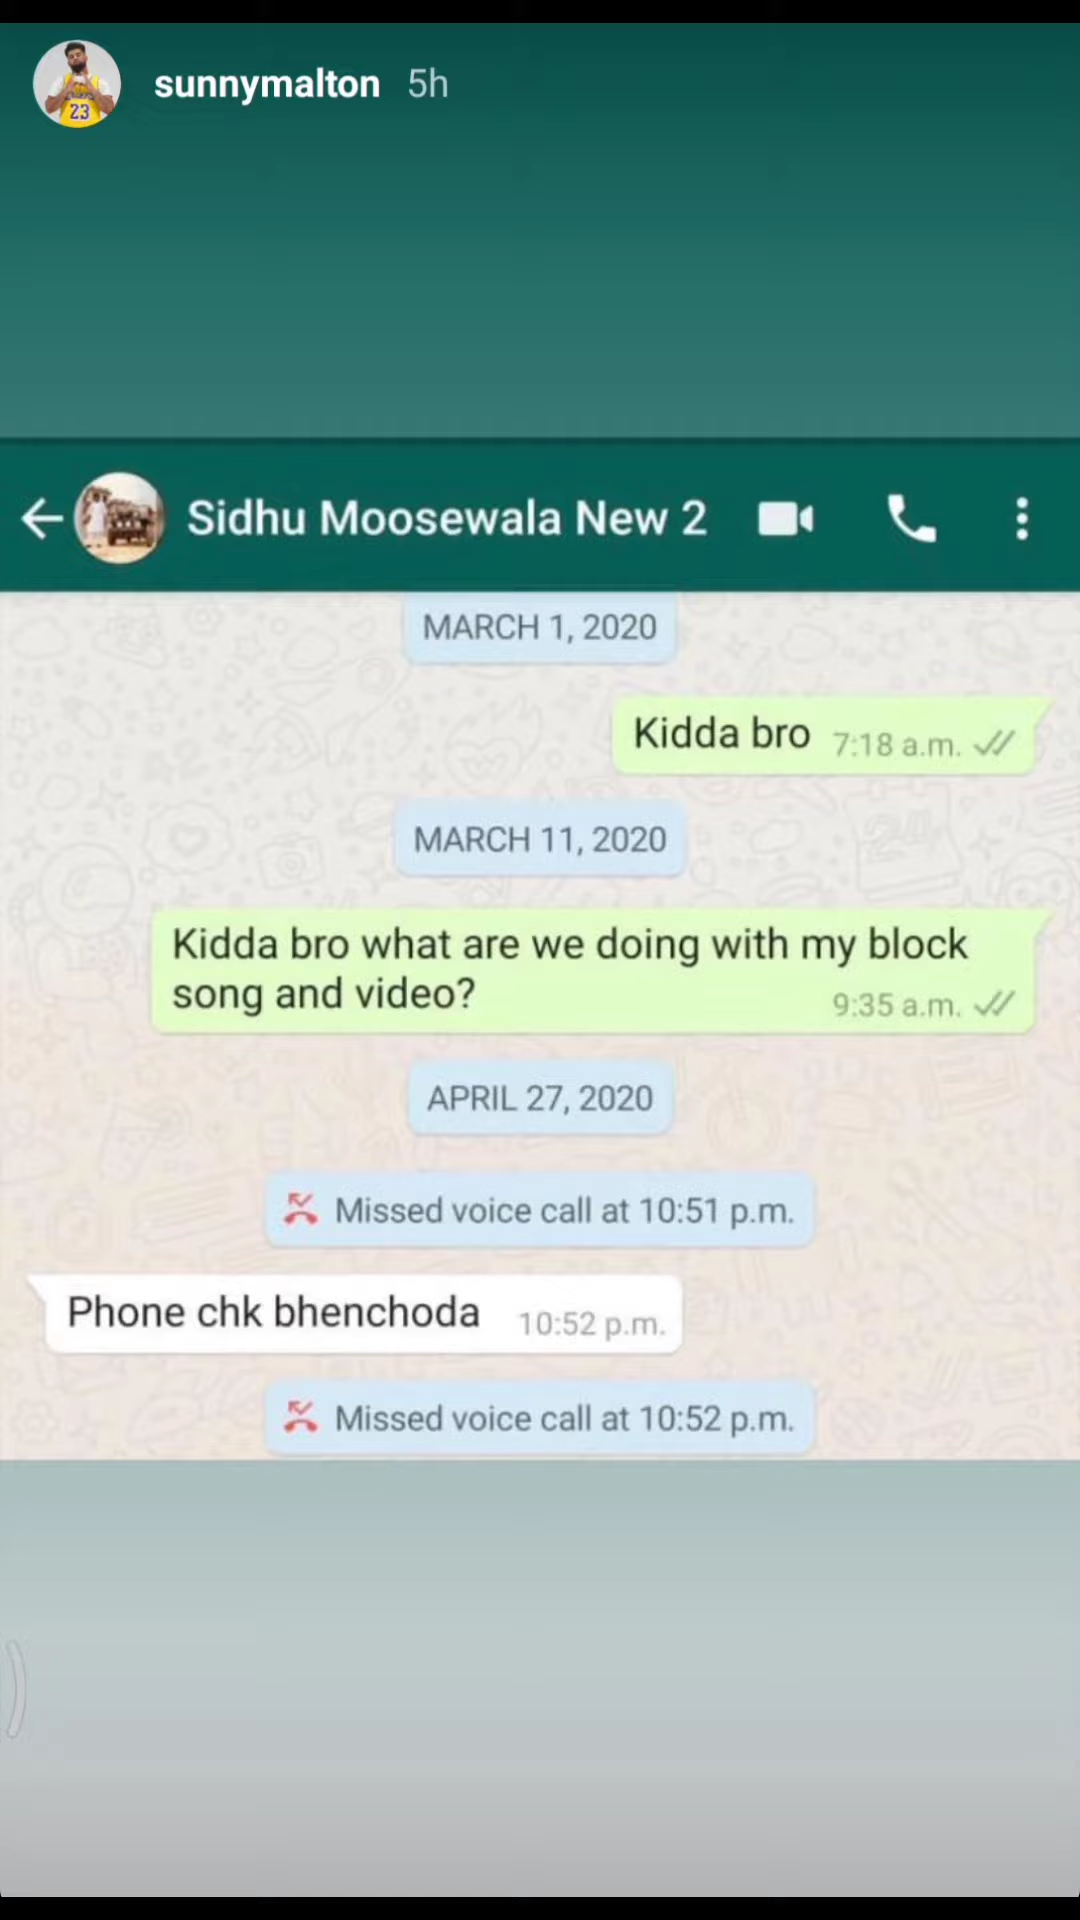 sunnymalton 5h
Sidhu Moosewala New 2
MARCH 1, 2020
Kidda bro 7:18 a.m.
MARCH 11, 2020
Kidda bro what are we doing with my block
song and video? 9:35 a.m.
APRIL 27, 2020
Missed voice call at 10:51 p.m.
Phone chk bhenchoda 10:52 p.m.
Missed voice call at 10:52 p.m.